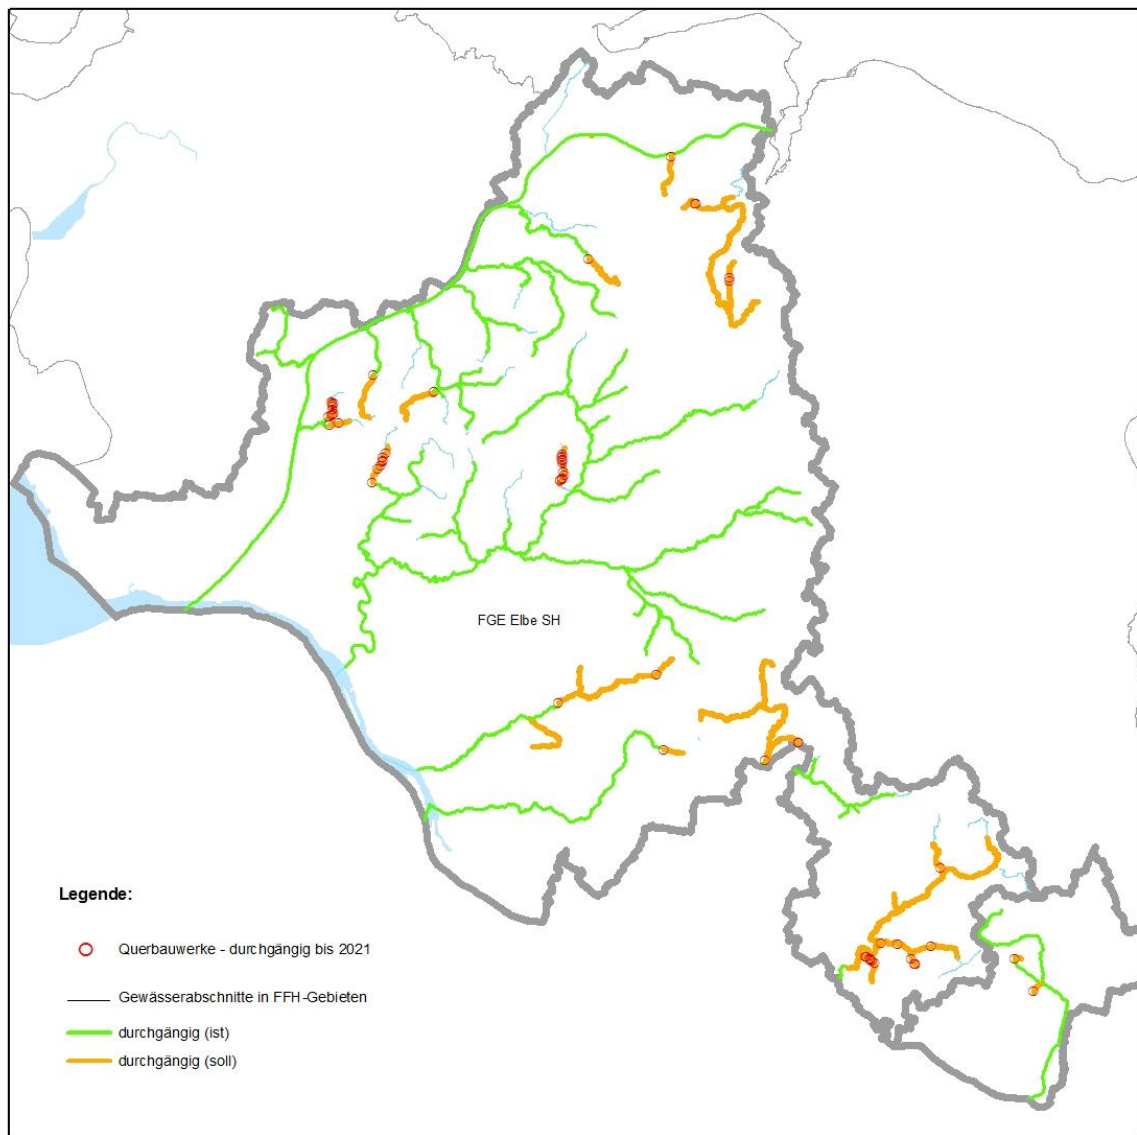 FGE Elbe SH
Legende:
Querbauwerke - durchgängig bis 2021
Gewässerabschnitte in FFH-Gebieten
durchgängig (ist)
durchgängig (soll)